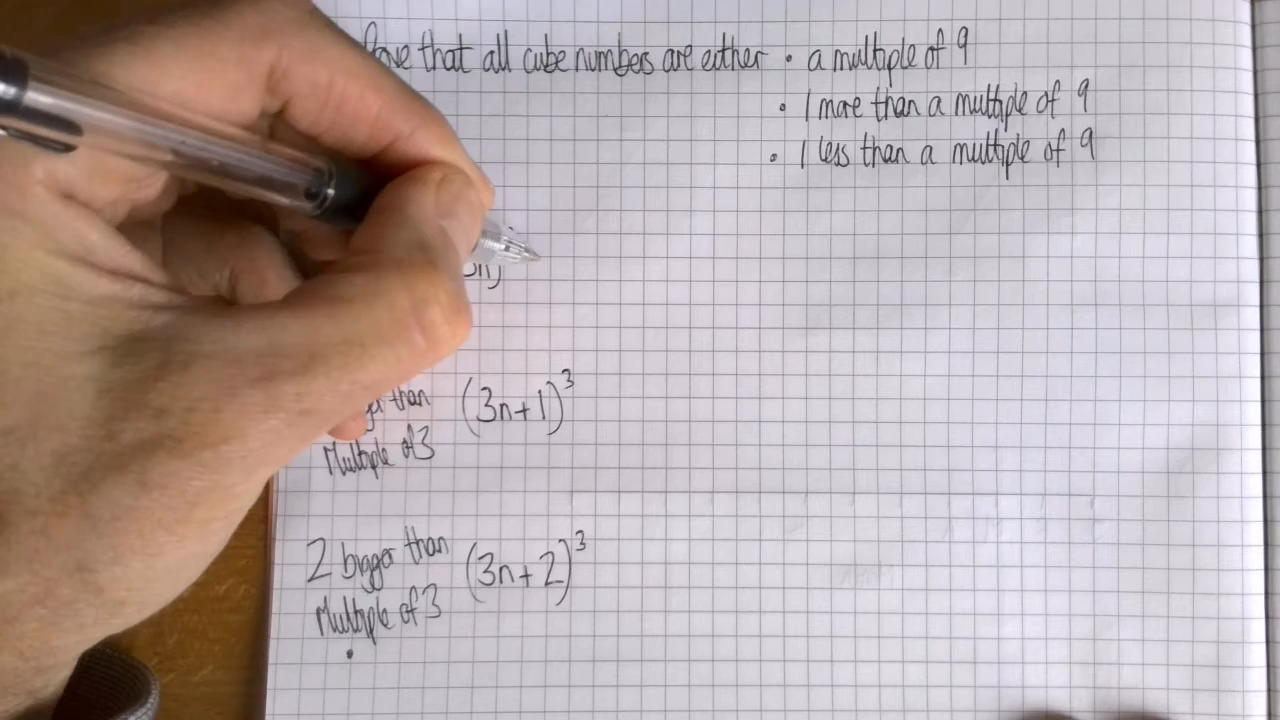 that all cube numbers are either • a multiple of 9
• 1 more than a multiple of 9
• 1 less than a multiple of 9
than (3n+1)³
Multiple of 3
2 bigger than (3n+2)³
Multiple of 3